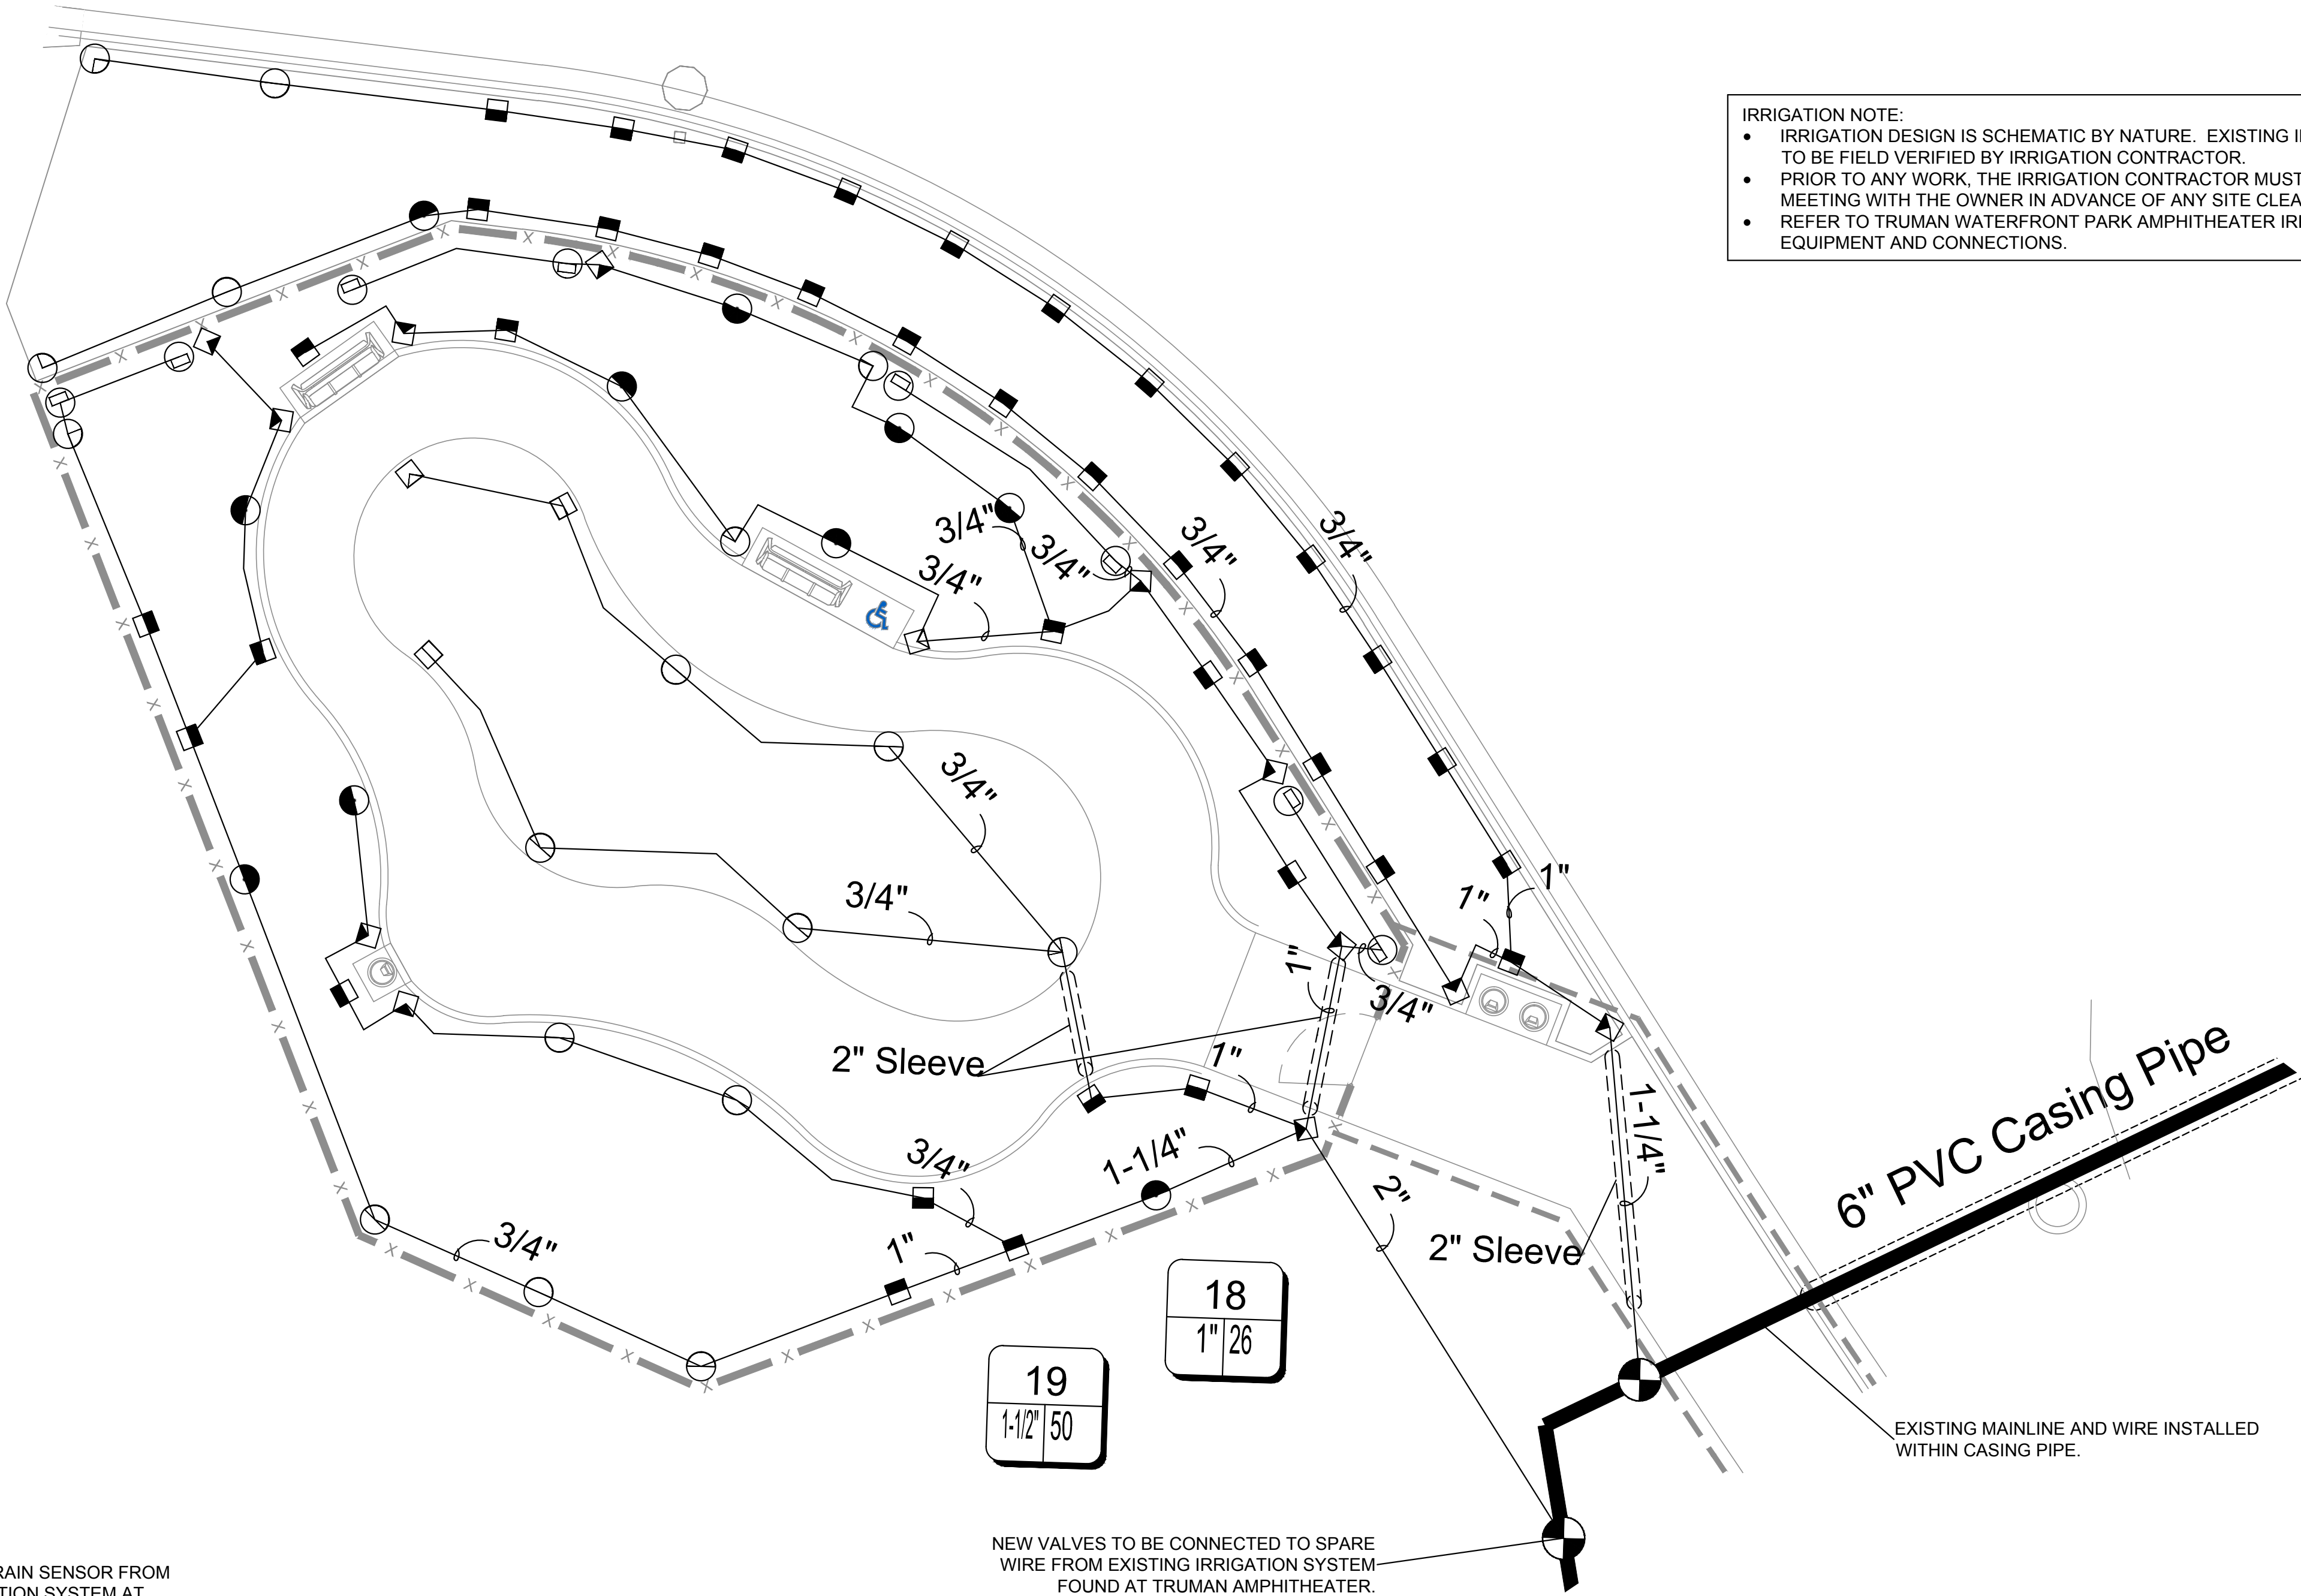 IRRIGATION NOTE:
• IRRIGATION DESIGN IS SCHEMATIC BY NATURE. EXISTING
TO BE FIELD VERIFIED BY IRRIGATION CONTRACTOR.
• PRIOR TO ANY WORK, THE IRRIGATION CONTRACTOR MUST
MEETING WITH THE OWNER IN ADVANCE OF ANY SITE
• REFER TO TRUMAN WATERFRONT PARK AMPHITHEATER
EQUIPMENT AND CONNECTIONS.
3/4"
3/4"
3/4"
3/4"
3/4"
3/4"
3/4"
1"
1"
1"
3/4"
2" Sleeve
1"
1-1/4"
3/4"
1-1/4"
2"
6" PVC Casing Pipe
3/4"
1"
2" Sleeve
18
1" 26
19
1-1/2" 50
EXISTING MAINLINE AND WIRE INSTALLED
WITHIN CASING PIPE.
NEW VALVES TO BE CONNECTED TO SPARE
WIRE FROM EXISTING IRRIGATION SYSTEM
FOUND AT TRUMAN AMPHITHEATER.
RAIN SENSOR FROM
SYSTEM AT